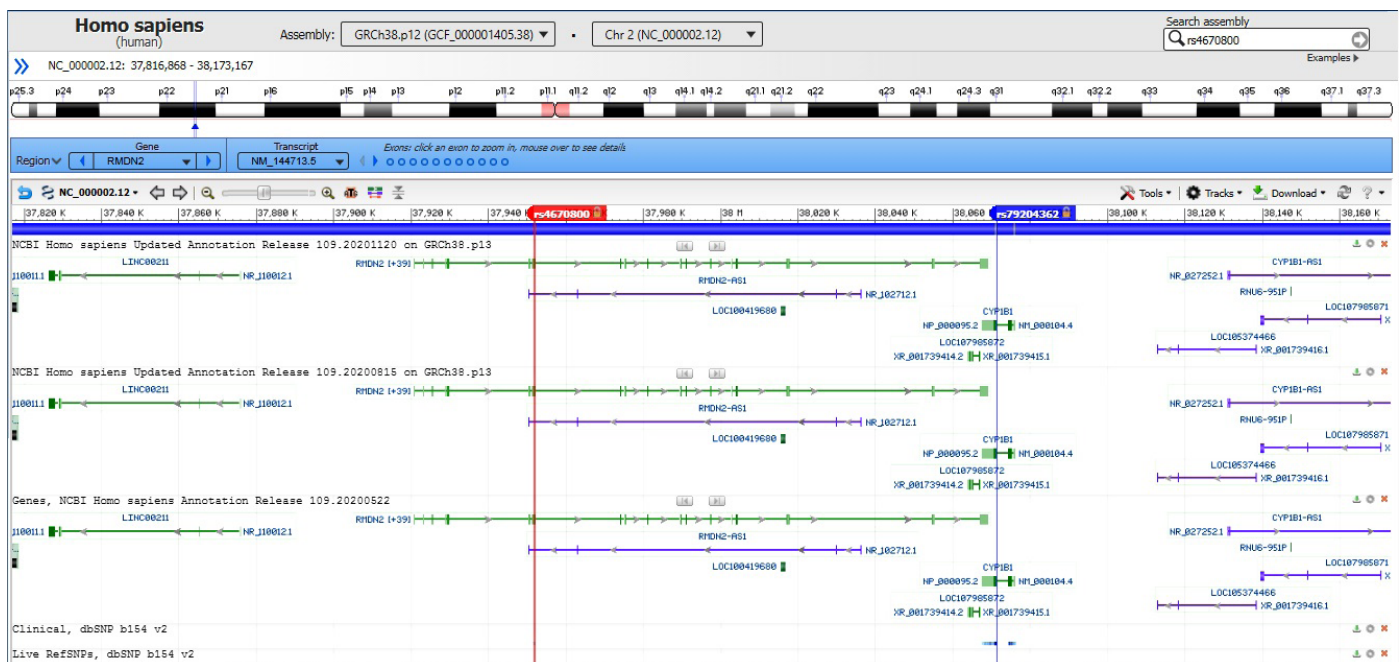 Homo sapiens
(human)
Assembly: GRCh38.p12 (GCF_000001405.38) • Chr 2 (NC_000002.12)
Search assembly
rs4670800
Examples
NC_000002.12: 37,816,868 - 38,173,167
p25.3 p24 p23 p22 p21 p16 p15 p14 p13 p12 p11.2 p11.1 q11.2 q12 q13 q14.1 q14.2 q21.1 q21.2 q22 q23 q24.1 q24.3 q31 q32.1 q32.2 q33 q34 q35 q36 q37.1 q37.3
Gene Transcript Exons: click an exon to zoom in, mouse over to see details
Region RMDN2 NM_144713.5
NC_000002.12 Tools Tracks Download ?
37,820 K 37,840 K 37,860 K 37,880 K 37,900 K 37,920 K 37,940 rs4670800 37,980 K 38 M 38,020 K 38,040 K 38,060 rs79204362 38,100 K 38,120 K 38,140 K 38,160 K
NCBI Homo sapiens Updated Annotation Release 109.20201120 on GRCh38.p13
LINC00211 RMDN2 [+39] CYP1B1-AS1
110011.1 NR_110012.1 NR_027252.1
RMDN2-AS1 RNU6-951P
NR_102712.1
LOC100419680 CYP1B1 LOC107985871
NP_000095.2 NM_000104.4 X
LOC107985872 LOC105374466
XR_001739414.2 XR_001739415.1 XR_001739416.1
NCBI Homo sapiens Updated Annotation Release 109.20200815 on GRCh38.p13
LINC00211 RMDN2 [+39] CYP1B1-AS1
110011.1 NR_110012.1 NR_027252.1
RMDN2-AS1 RNU6-951P
NR_102712.1
LOC100419680 CYP1B1 LOC107985871
NP_000095.2 NM_000104.4 X
LOC107985872 LOC105374466
XR_001739414.2 XR_001739415.1 XR_001739416.1
Genes, NCBI Homo sapiens Annotation Release 109.20200522
LINC00211 RMDN2 [+39] CYP1B1-AS1
110011.1 NR_110012.1 NR_027252.1
RMDN2-AS1 RNU6-951P
NR_102712.1
LOC100419680 CYP1B1 LOC107985871
NP_000095.2 NM_000104.4 X
LOC107985872 LOC105374466
XR_001739414.2 XR_001739415.1 XR_001739416.1
Clinical, dbSNP b154 v2
Live RefSNPs, dbSNP b154 v2